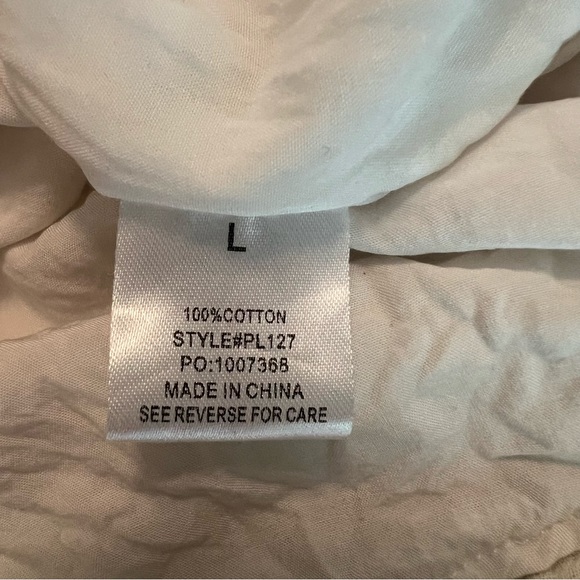 L
100%COTTON
STYLE#PL127
PO:1007368
MADE IN CHINA
SEE REVERSE FOR CARE